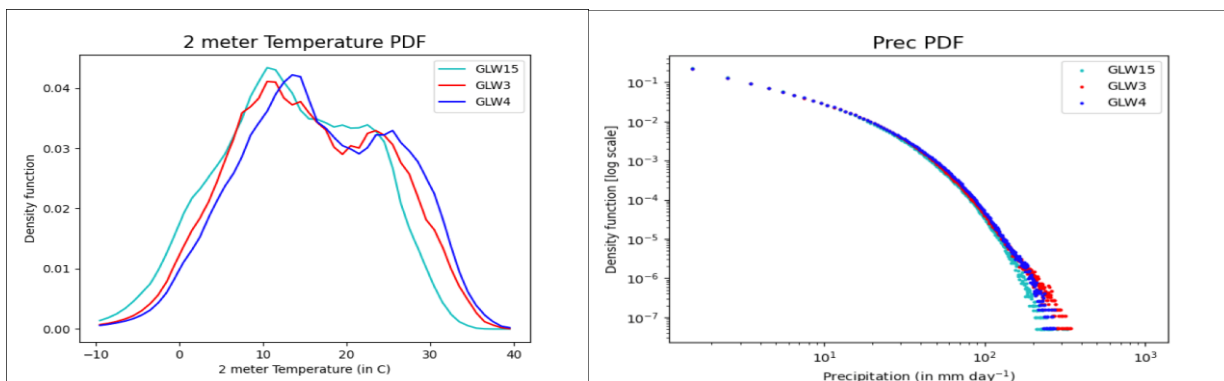 2 meter Temperature PDF
GLW15
GLW3
GLW4
0.04
0.03
0.02
0.01
0.00
Density function
−10
0
10
20
30
40
2 meter Temperature (in C)
Prec PDF
GLW15
GLW3
GLW4
10⁻¹
10⁻²
10⁻³
10⁻⁴
10⁻⁵
10⁻⁶
10⁻⁷
Density function [log scale]
10¹
10²
10³
Precipitation (in mm day⁻¹)